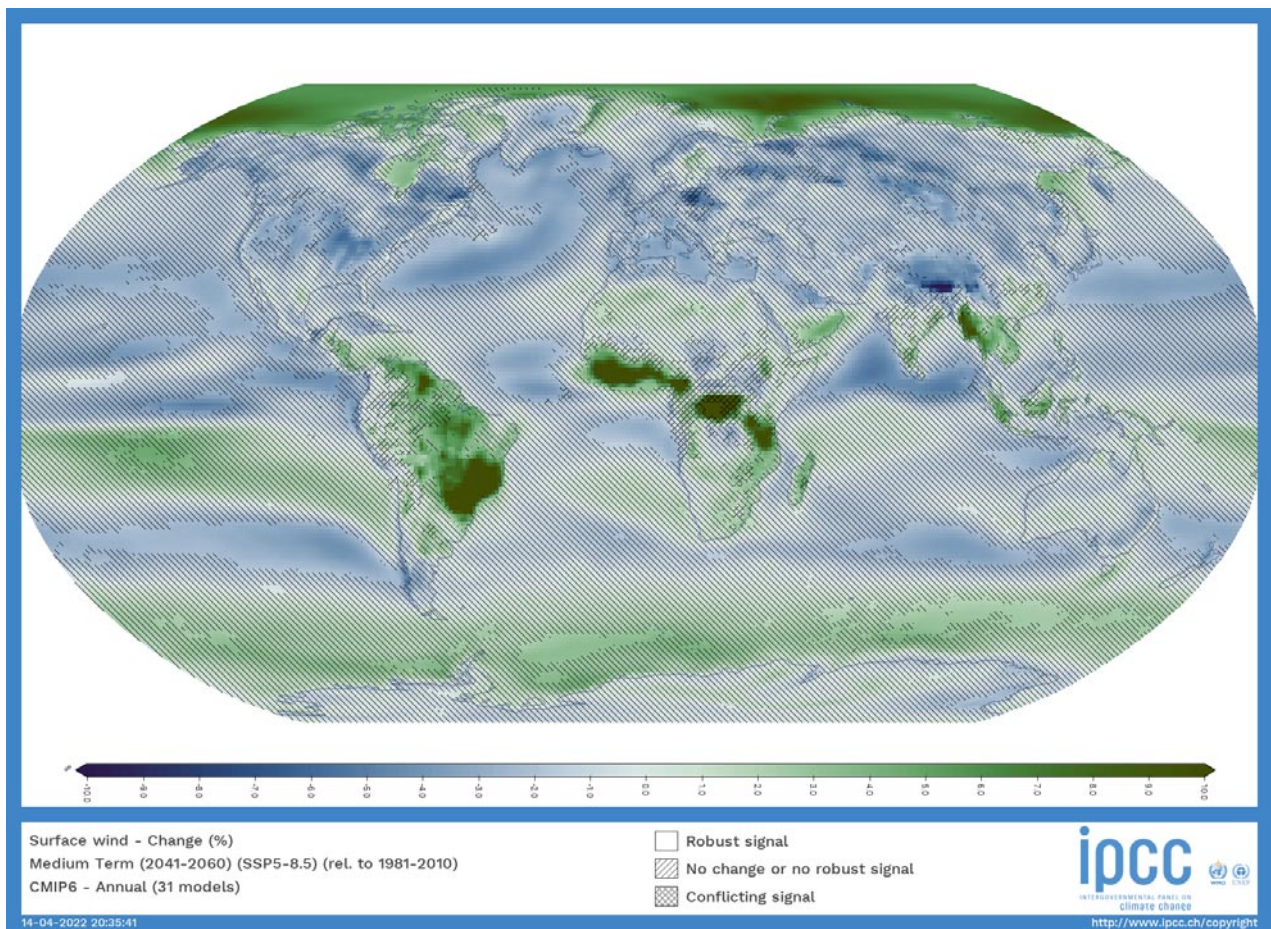 %
-10.0
-9.0
-8.0
-7.0
-6.0
-5.0
-4.0
-3.0
-2.0
-1.0
0.0
1.0
2.0
3.0
4.0
5.0
6.0
7.0
8.0
9.0
10.0
Surface wind - Change (%)
Medium Term (2041-2060) (SSP5-8.5) (rel. to 1981-2010)
CMIP6 - Annual (31 models)
Robust signal
No change or no robust signal
Conflicting signal
ipcc
INTERGOVERNMENTAL PANEL ON
climate change
WMO
UNEP
14-04-2022 20:35:41
http://www.ipcc.ch/copyright